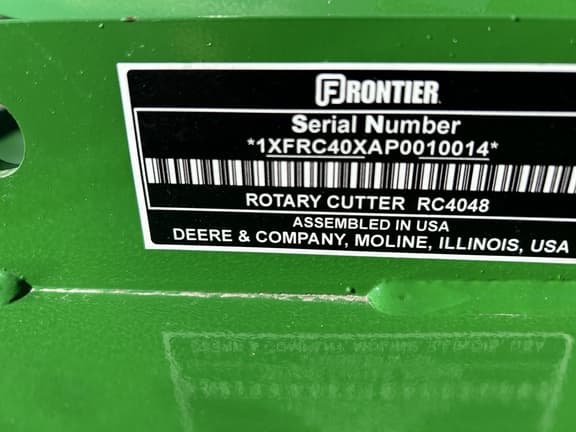 FRONTIER
Serial Number
*1XFRC40XAP0010014*
ROTARY CUTTER RC4048
ASSEMBLED IN USA
DEERE & COMPANY, MOLINE, ILLINOIS, USA